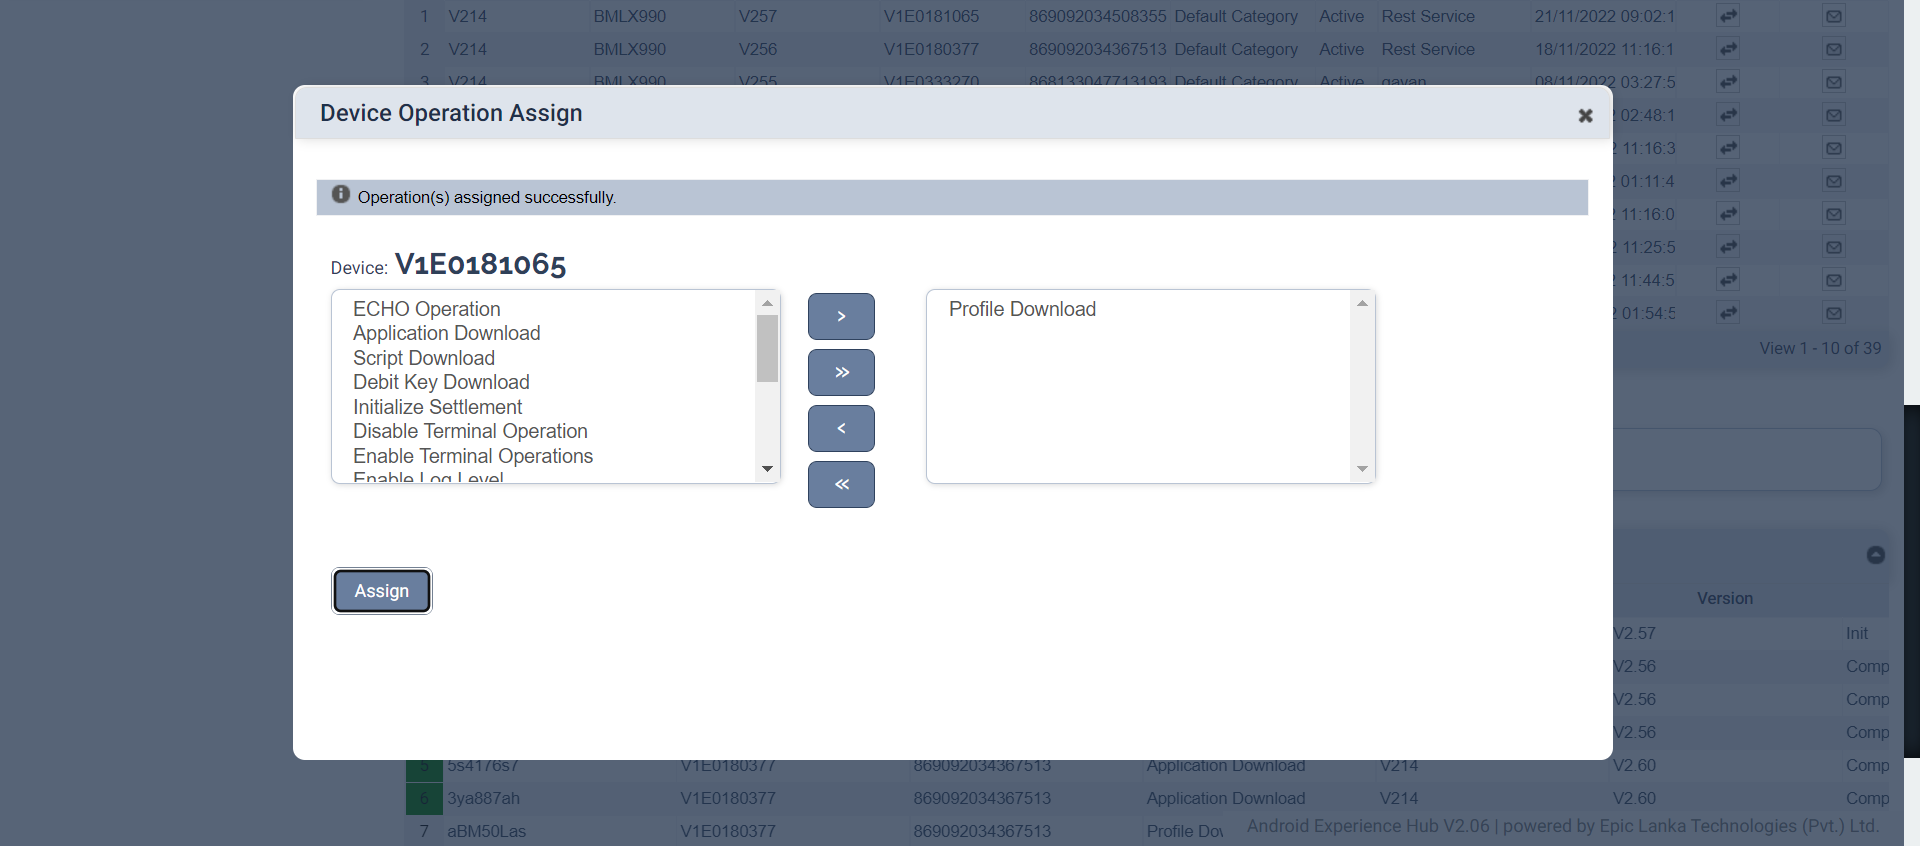 1 V214 BMLX990 V257 V1E0181065 869092034508355 Default Category Active Rest Service 21/11/2022 09:02:1
2 V214 BMLX990 V256 V1E0180377 869092034367513 Default Category Active Rest Service 18/11/2022 11:16:1
3 V214 BMLX990 V255 V1E0333270 868133047713193 Default Category Active gayan 08/11/2022 03:27:5
Device Operation Assign
2 02:48:1
2 11:16:3
Operation(s) assigned successfully.
2 01:11:4
2 11:16:0
Device: V1E0181065
2 11:25:5
2 11:44:5
2 01:54:5
View 1 - 10 of 39
ECHO Operation
Application Download
Script Download
Debit Key Download
Initialize Settlement
Disable Terminal Operation
Enable Terminal Operations
Enable Log Level
>
»
<
«
Profile Download
Assign
Version
V2.57 Init
V2.56 Comp
V2.56 Comp
V2.56 Comp
5 5s4176s7 V1E0180377 869092034367513 Application Download V214 V2.60 Comp
6 3ya887ah V1E0180377 869092034367513 Application Download V214 V2.60 Comp
7 aBM50Las V1E0180377 869092034367513 Profile Dov
Android Experience Hub V2.06 | powered by Epic Lanka Technologies (Pvt.) Ltd.